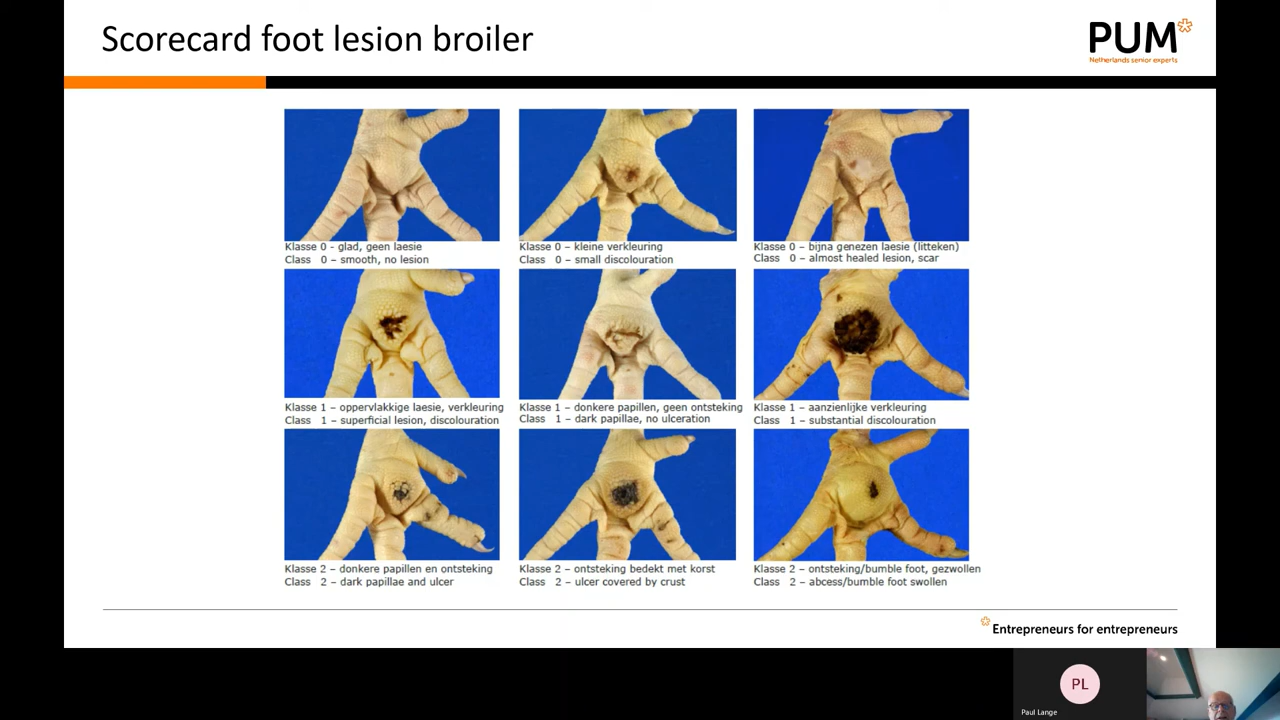 Scorecard foot lesion broiler
PUM
Netherlands senior experts
Klasse 0 - glad, geen laesie
Class 0 – smooth, no lesion
Klasse 0 – kleine verkleuring
Class 0 – small discolouration
Klasse 0 – bijna genezen laesie (litteken)
Class 0 – almost healed lesion, scar
Klasse 1 – oppervlakkige laesie, verkleuring
Class 1 – superficial lesion, discolouration
Klasse 1 – donkere papillen, geen ontsteking
Class 1 – dark papillae, no ulceration
Klasse 1 – aanzienlijke verkleuring
Class 1 – substantial discolouration
Klasse 2 – donkere papillen en ontsteking
Class 2 – dark papillae and ulcer
Klasse 2 – ontsteking bedekt met korst
Class 2 – ulcer covered by crust
Klasse 2 – ontsteking/bumble foot, gezwollen
Class 2 – abcess/bumble foot swollen
Entrepreneurs for entrepreneurs
PL
Paul Lange